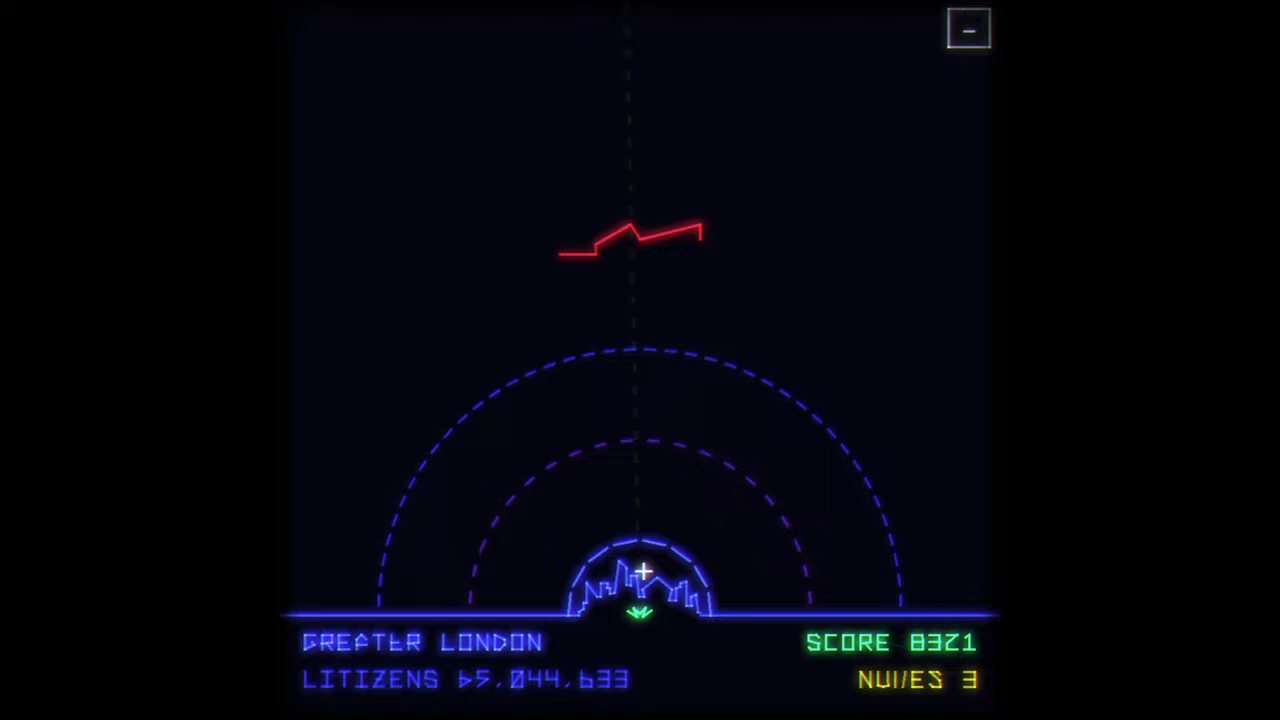 GREATER LONDON
SCORE 8321
CITIZENS 65,044,633
NUKES 3